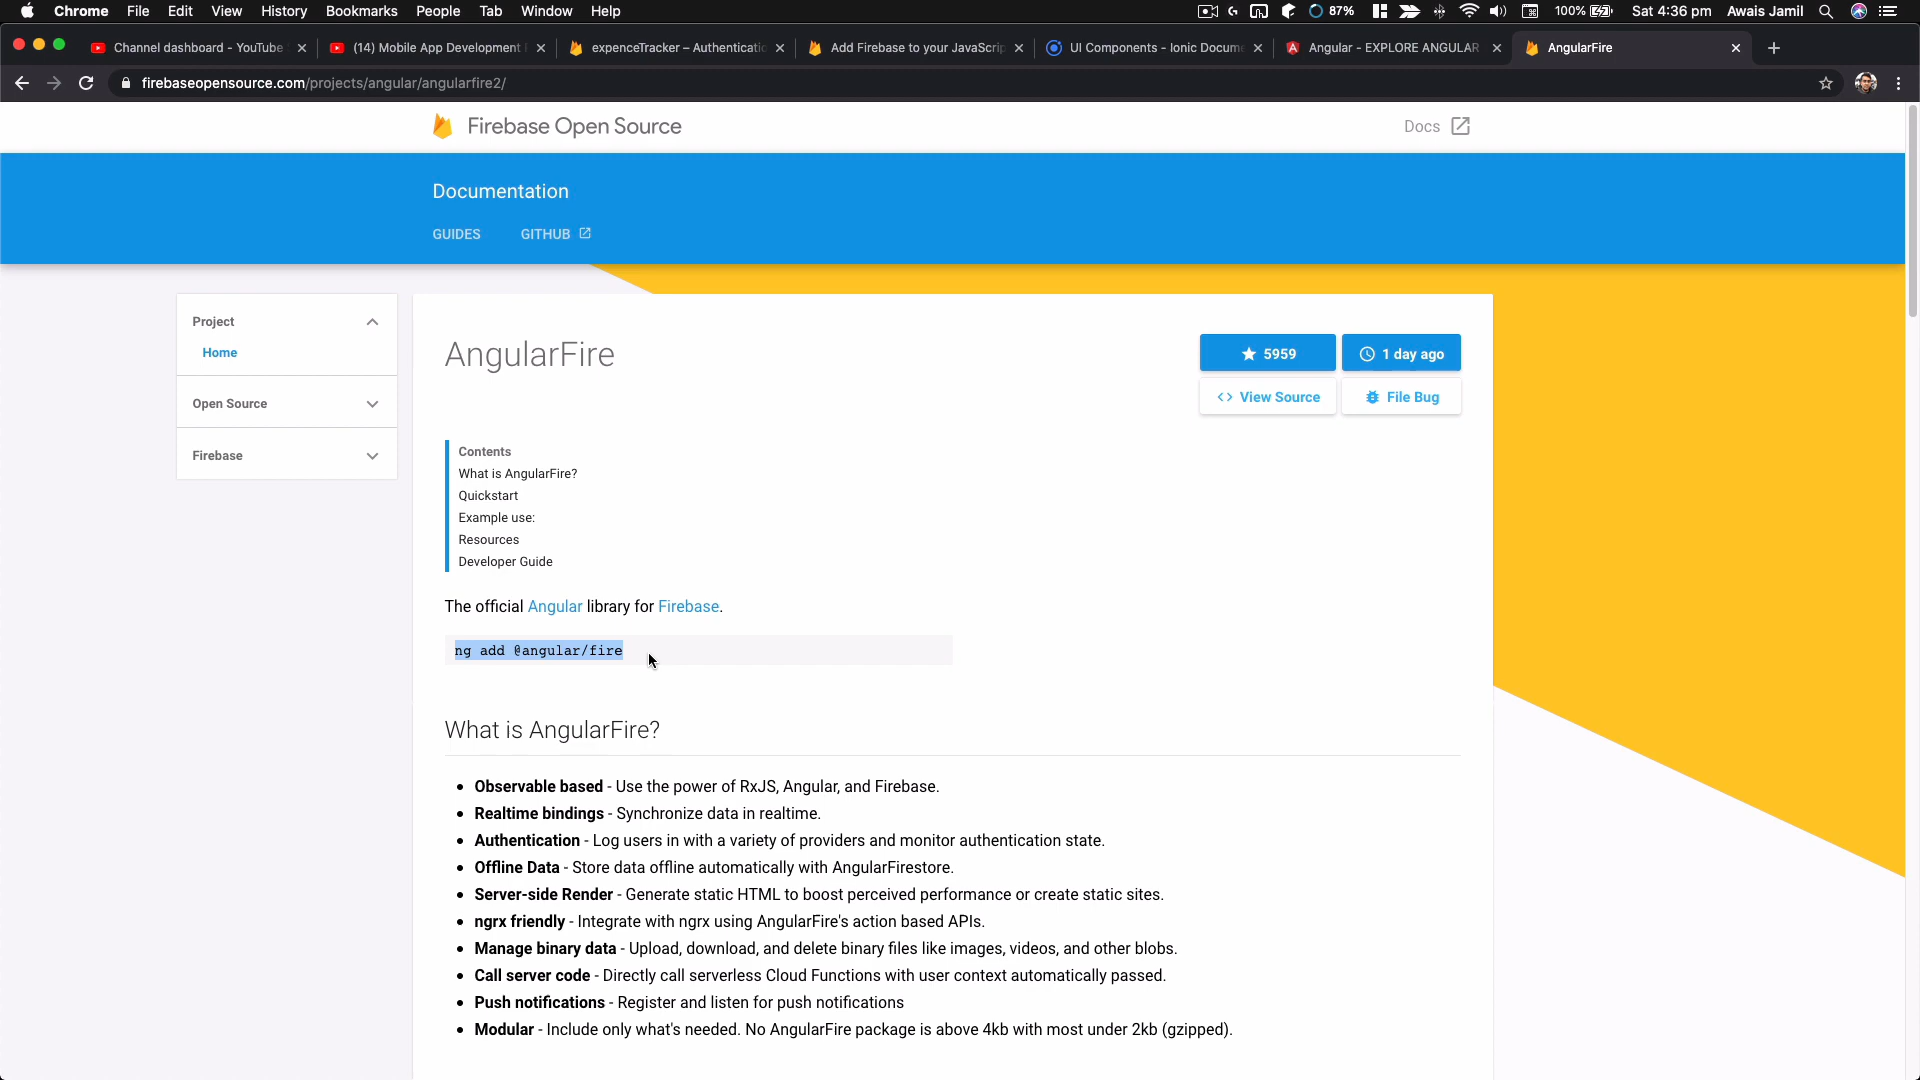 Chrome File Edit View History Bookmarks People Tab Window Help 87% 100% Sat 4:36 pm Awais Jamil
Channel dashboard - YouTube (14) Mobile App Development expenceTracker – Authenticatio Add Firebase to your JavaScrip UI Components - Ionic Docume Angular - EXPLORE ANGULAR AngularFire
firebaseopensource.com/projects/angular/angularfire2/
Firebase Open Source Docs
Documentation
GUIDES GITHUB
Project
Home
Open Source
Firebase
AngularFire
5959 1 day ago
<> View Source File Bug
Contents
What is AngularFire?
Quickstart
Example use:
Resources
Developer Guide
The official Angular library for Firebase.
ng add @angular/fire
What is AngularFire?
• Observable based - Use the power of RxJS, Angular, and Firebase.
• Realtime bindings - Synchronize data in realtime.
• Authentication - Log users in with a variety of providers and monitor authentication state.
• Offline Data - Store data offline automatically with AngularFirestore.
• Server-side Render - Generate static HTML to boost perceived performance or create static sites.
• ngrx friendly - Integrate with ngrx using AngularFire's action based APIs.
• Manage binary data - Upload, download, and delete binary files like images, videos, and other blobs.
• Call server code - Directly call serverless Cloud Functions with user context automatically passed.
• Push notifications - Register and listen for push notifications
• Modular - Include only what's needed. No AngularFire package is above 4kb with most under 2kb (gzipped).